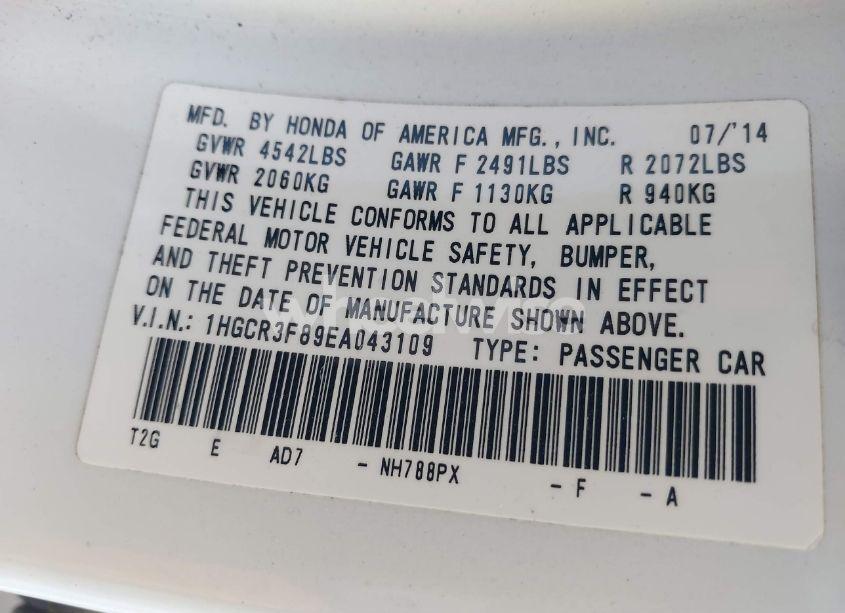 MFD. BY HONDA OF AMERICA MFG., INC. 07/'14
GVWR 4542LBS GAWR F 2491LBS R 2072LBS
GVWR 2060KG GAWR F 1130KG R 940KG
THIS VEHICLE CONFORMS TO ALL APPLICABLE
FEDERAL MOTOR VEHICLE SAFETY, BUMPER,
AND THEFT PREVENTION STANDARDS IN EFFECT
ON THE DATE OF MANUFACTURE SHOWN ABOVE.
V.I.N.: 1HGCR3F89EA043109 TYPE: PASSENGER CAR
T2G E AD7 - NH788PX - F - A